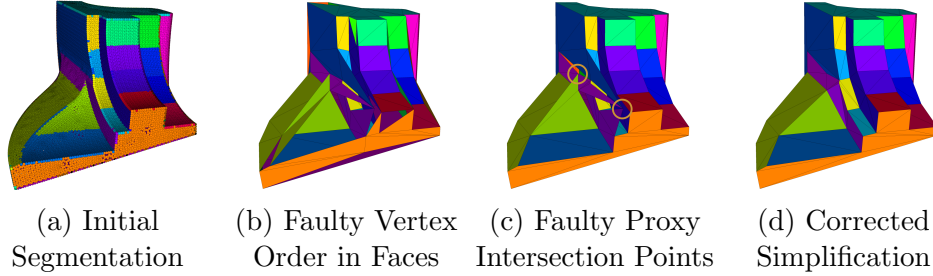 (a) Initial
Segmentation
(b) Faulty Vertex
Order in Faces
(c) Faulty Proxy
Intersection Points
(d) Corrected
Simplification